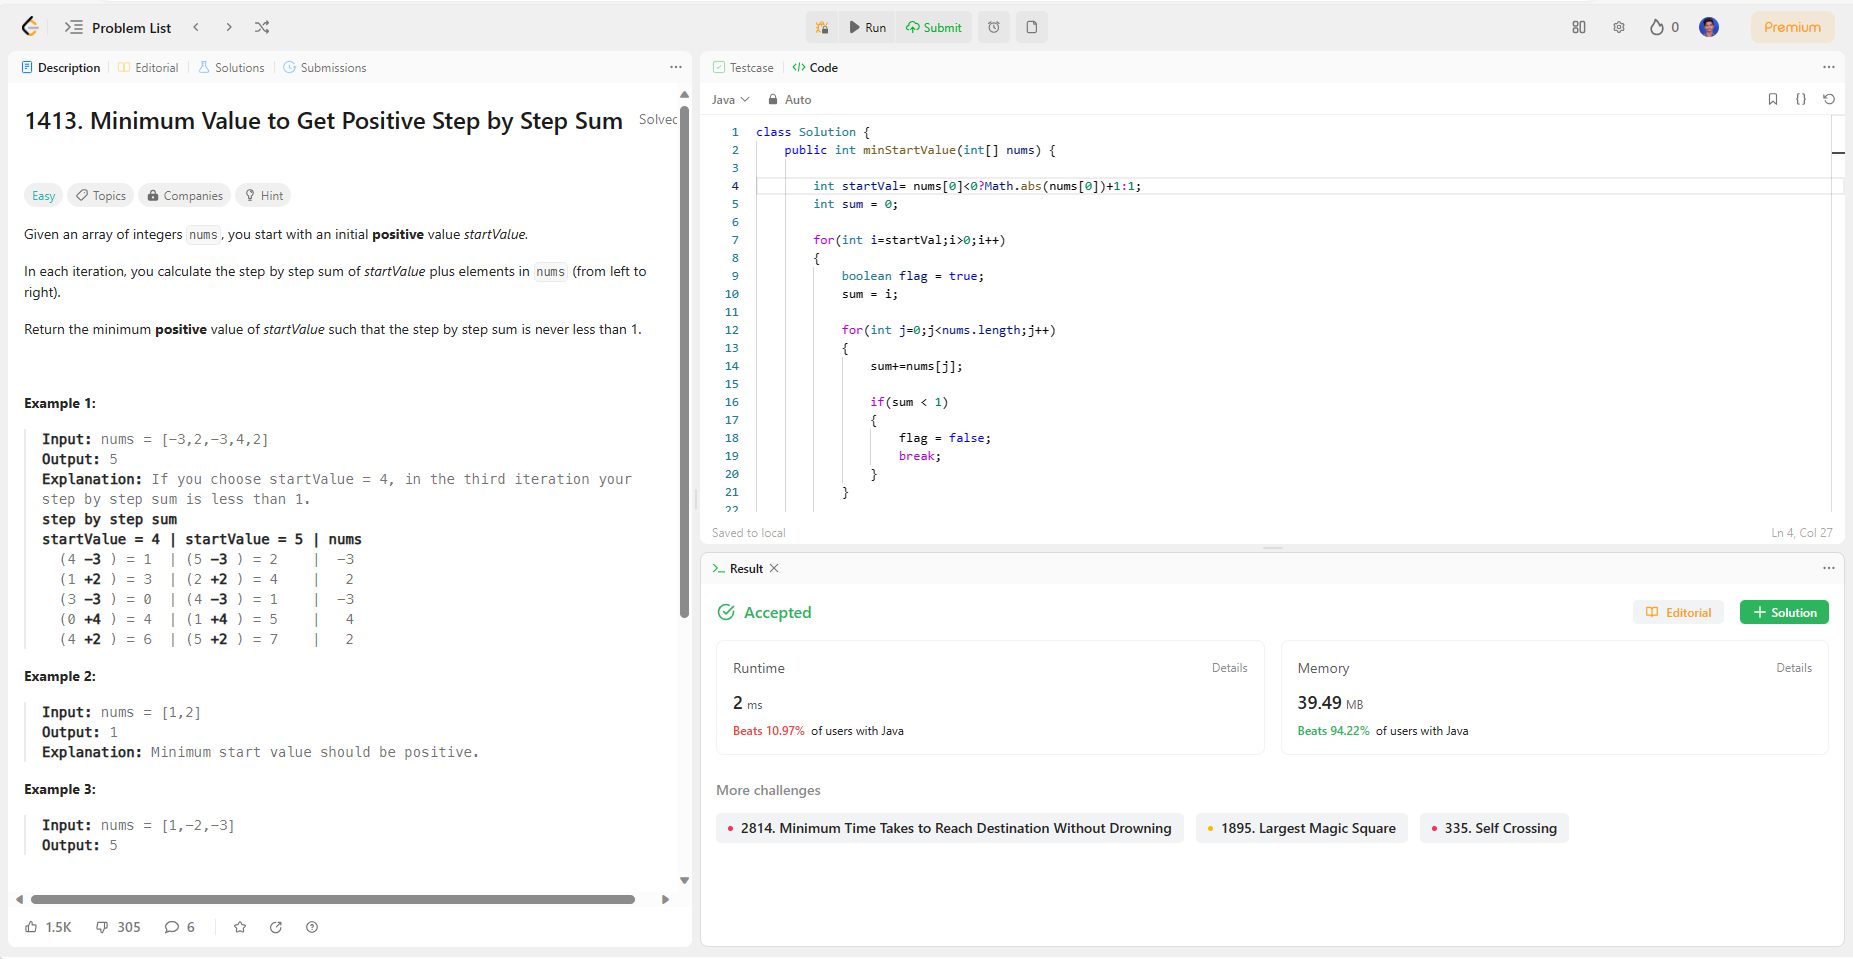 Problem List
Run
Submit
0
Premium
Description
Editorial
Solutions
Submissions
1413. Minimum Value to Get Positive Step by Step Sum
Solved
Easy
Topics
Companies
Hint
Given an array of integers nums, you start with an initial positive value startValue.
In each iteration, you calculate the step by step sum of startValue plus elements in nums (from left to
right).
Return the minimum positive value of startValue such that the step by step sum is never less than 1.
Example 1:
Input: nums = [-3,2,-3,4,2]
Output: 5
Explanation: If you choose startValue = 4, in the third iteration your
step by step sum is less than 1.
step by step sum
startValue = 4 | startValue = 5 | nums
(4 -3 ) = 1 | (5 -3 ) = 2 | -3
(1 +2 ) = 3 | (2 +2 ) = 4 | 2
(3 -3 ) = 0 | (4 -3 ) = 1 | -3
(0 +4 ) = 4 | (1 +4 ) = 5 | 4
(4 +2 ) = 6 | (5 +2 ) = 7 | 2
Example 2:
Input: nums = [1,2]
Output: 1
Explanation: Minimum start value should be positive.
Example 3:
Input: nums = [1,-2,-3]
Output: 5
1.5K
305
6
Testcase
</> Code
Java
Auto
{}
1 class Solution {
2 public int minStartValue(int[] nums) {
3
4 int startVal= nums[0]<0?Math.abs(nums[0])+1:1;
5 int sum = 0;
6
7 for(int i=startVal;i>0;i++)
8 {
9 boolean flag = true;
10 sum = i;
11
12 for(int j=0;j<nums.length;j++)
13 {
14 sum+=nums[j];
15
16 if(sum < 1)
17 {
18 flag = false;
19 break;
20 }
21 }
22
Saved to local
Ln 4, Col 27
>_ Result
Accepted
Editorial
+ Solution
Runtime
Details
2 ms
Beats 10.97% of users with Java
Memory
Details
39.49 MB
Beats 94.22% of users with Java
More challenges
2814. Minimum Time Takes to Reach Destination Without Drowning
1895. Largest Magic Square
335. Self Crossing